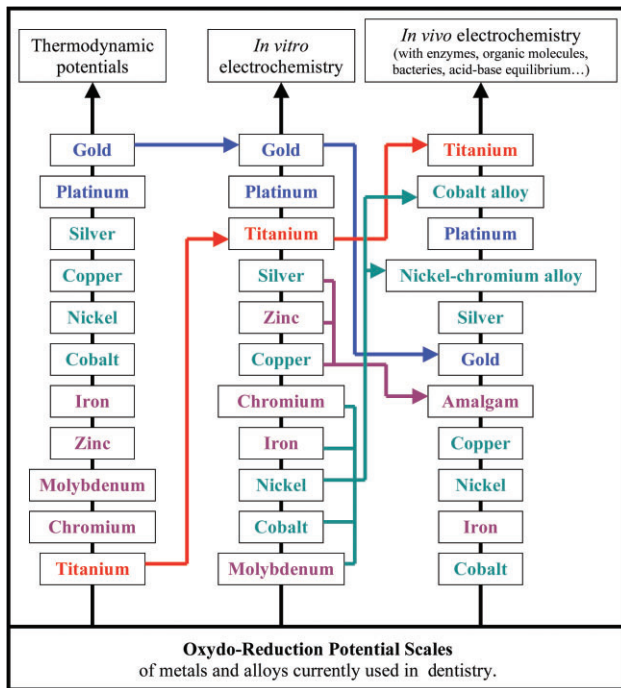 Thermodynamic
potentials
In vitro
electrochemistry
In vivo electrochemistry
(with enzymes, organic molecules,
bacteries, acid-base equilibrium…)
Gold
Platinum
Silver
Copper
Nickel
Cobalt
Iron
Zinc
Molybdenum
Chromium
Titanium
Gold
Platinum
Titanium
Silver
Zinc
Copper
Chromium
Iron
Nickel
Cobalt
Molybdenum
Titanium
Cobalt alloy
Platinum
Nickel-chromium alloy
Silver
Gold
Amalgam
Copper
Nickel
Iron
Cobalt
Oxydo-Reduction Potential Scales
of metals and alloys currently used in dentistry.